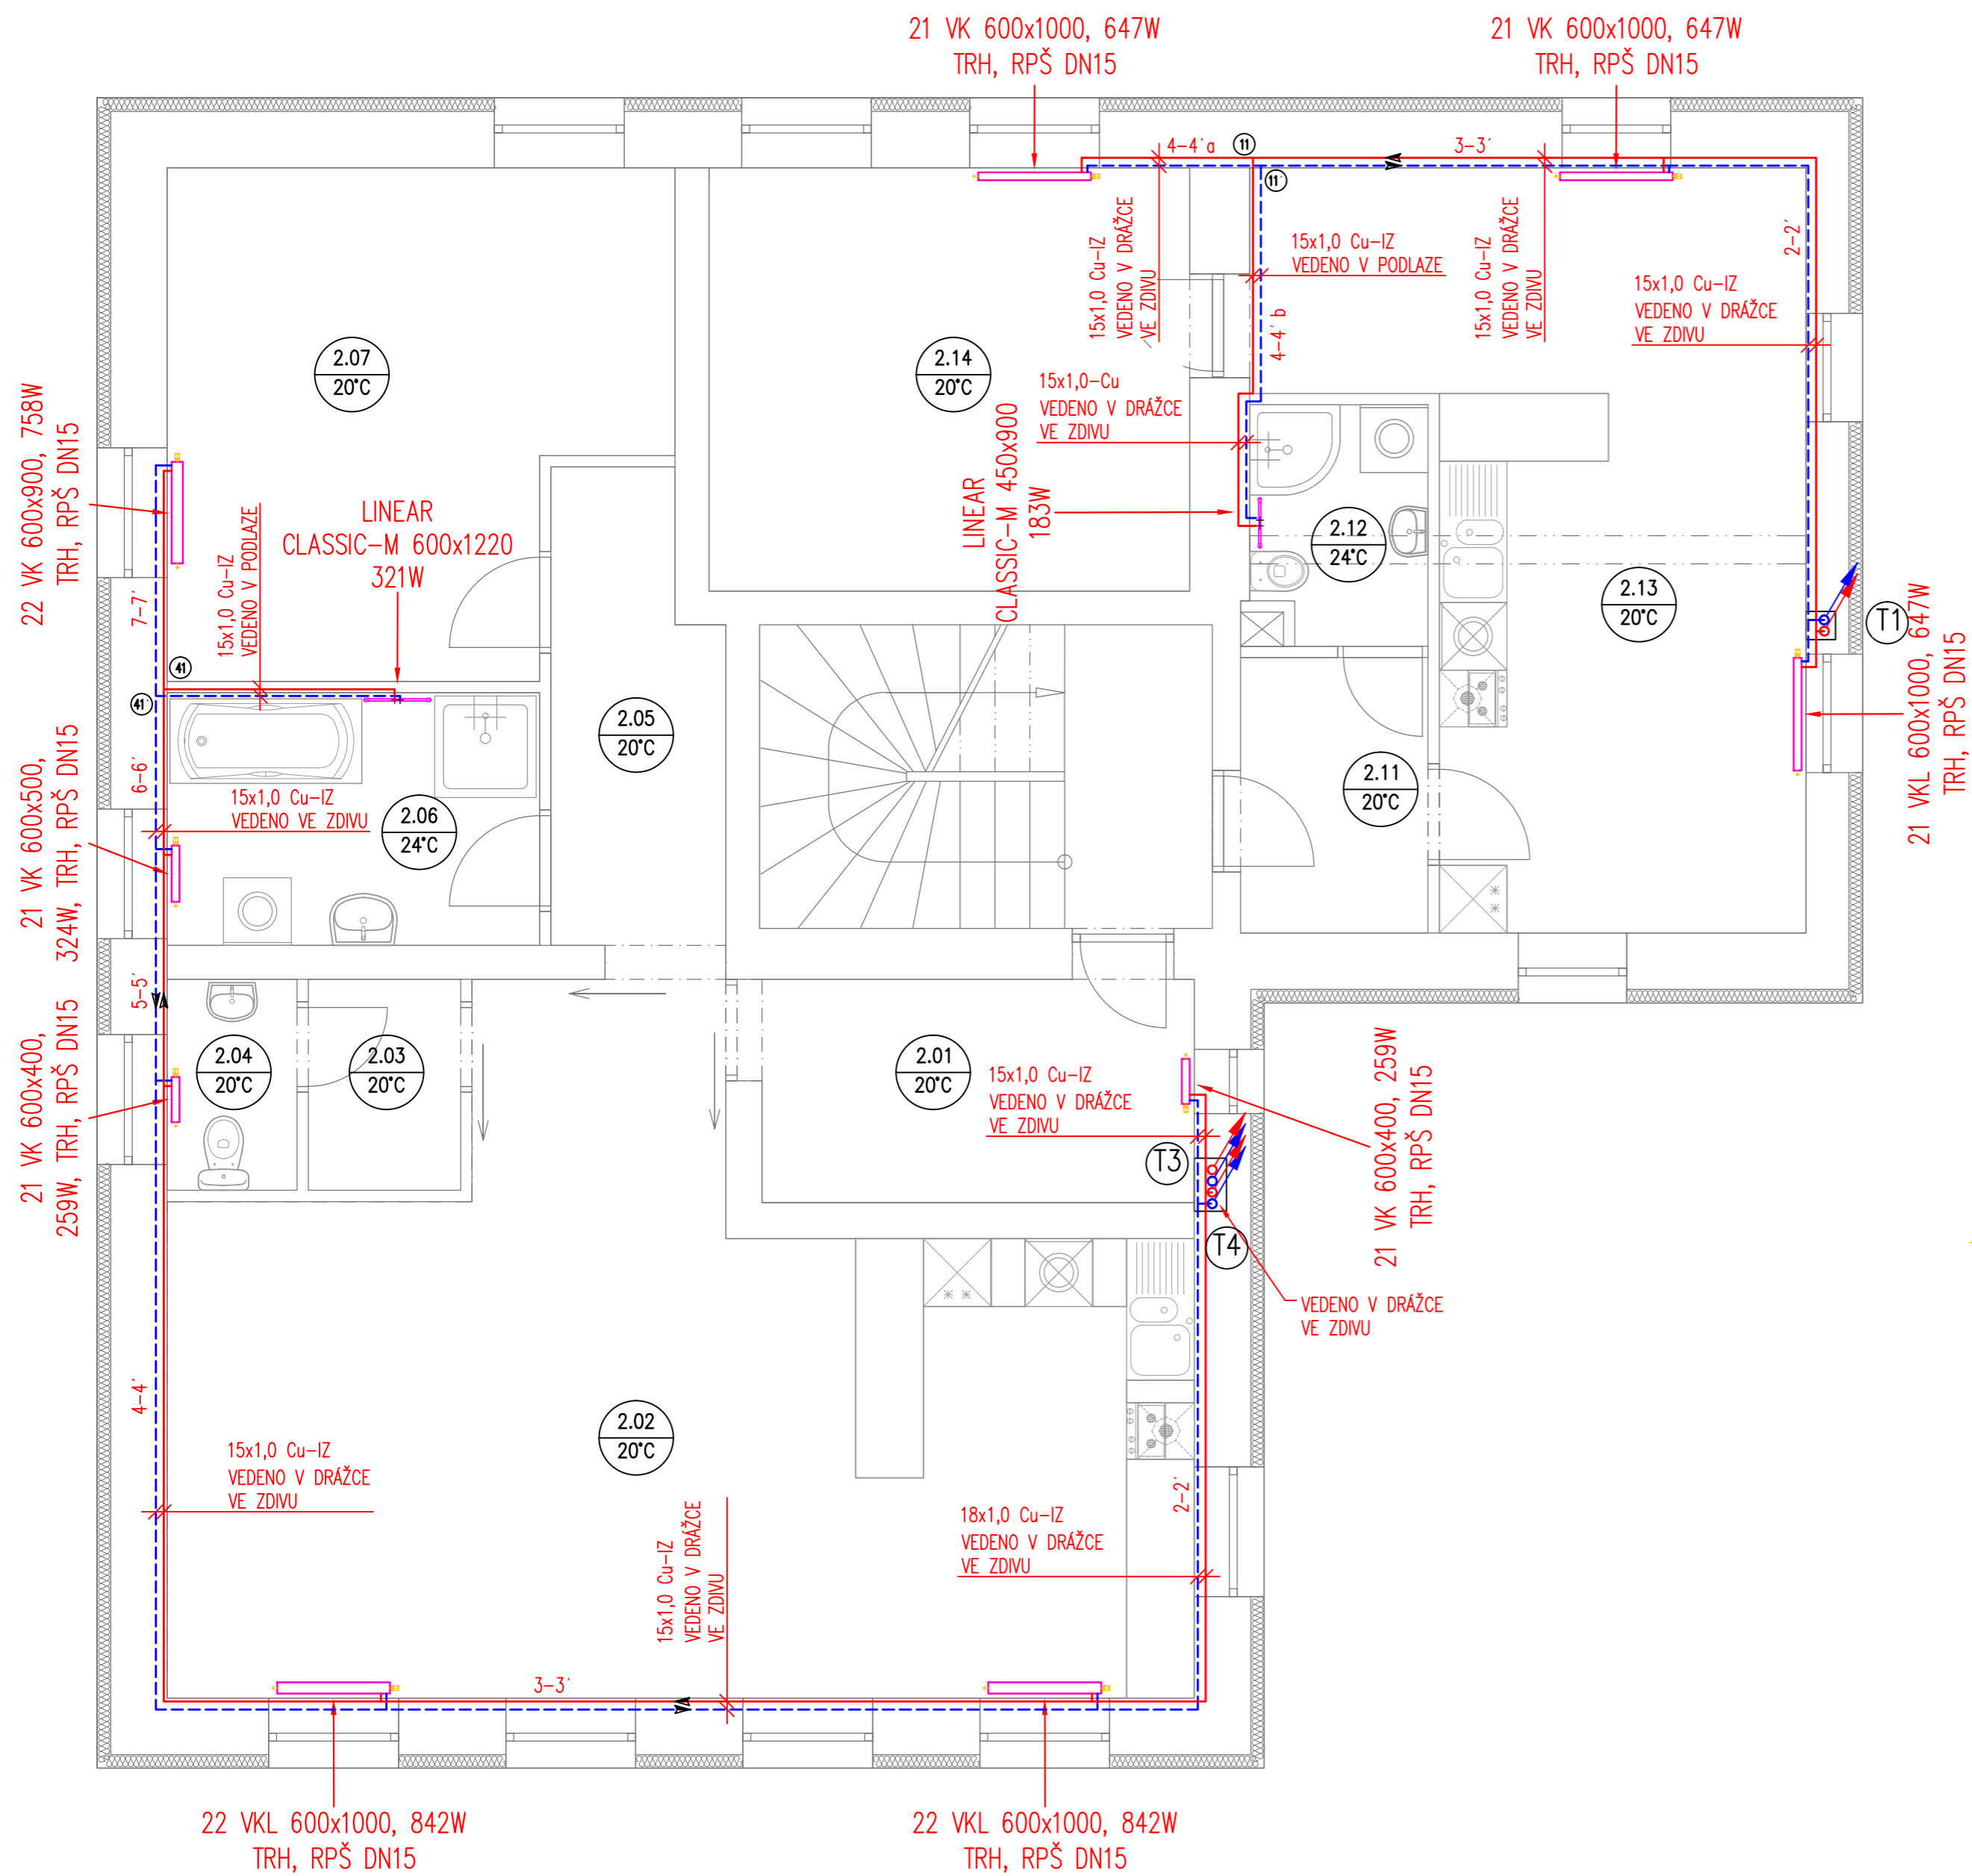 21 VK 600x1000, 647W
TRH, RPŠ DN15
21 VK 600x1000, 647W
TRH, RPŠ DN15
4-4´a
11
3-3´
11´
15x1,0 Cu-IZ
VEDENO V DRÁŽCE
VE ZDIVU
15x1,0 Cu-IZ
VEDENO V PODLAZE
15x1,0 Cu-IZ
VEDENO V DRÁŽCE
VE ZDIVU
2-2´
15x1,0 Cu-IZ
VEDENO V DRÁŽCE
VE ZDIVU
4-4´b
2.07
20°C
2.14
20°C
15x1,0-Cu
VEDENO V DRÁŽCE
VE ZDIVU
22 VK 600x900, 758W
TRH, RPŠ DN15
15x1,0 Cu-IZ
VEDENO V PODLAZE
LINEAR
CLASSIC-M 600x1220
321W
LINEAR
CLASSIC-M 450x900
183W
2.12
24°C
2.13
20°C
T1
21 VKL 600x1000, 647W
TRH, RPŠ DN15
7-7´
41
41´
6-6´
2.05
20°C
2.11
20°C
21 VK 600x500,
324W, TRH, RPŠ DN15
15x1,0 Cu-IZ
VEDENO VE ZDIVU
2.06
24°C
5-5´
21 VK 600x400,
259W, TRH, RPŠ DN15
2.04
20°C
2.03
20°C
2.01
20°C
15x1,0 Cu-IZ
VEDENO V DRÁŽCE
VE ZDIVU
21 VK 600x400, 259W
TRH, RPŠ DN15
T3
T4
VEDENO V DRÁŽCE
VE ZDIVU
4-4´
2.02
20°C
15x1,0 Cu-IZ
VEDENO V DRÁŽCE
VE ZDIVU
15x1,0 Cu-IZ
VEDENO V DRÁŽCE
VE ZDIVU
18x1,0 Cu-IZ
VEDENO V DRÁŽCE
VE ZDIVU
2-2´
3-3´
22 VKL 600x1000, 842W
TRH, RPŠ DN15
22 VKL 600x1000, 842W
TRH, RPŠ DN15